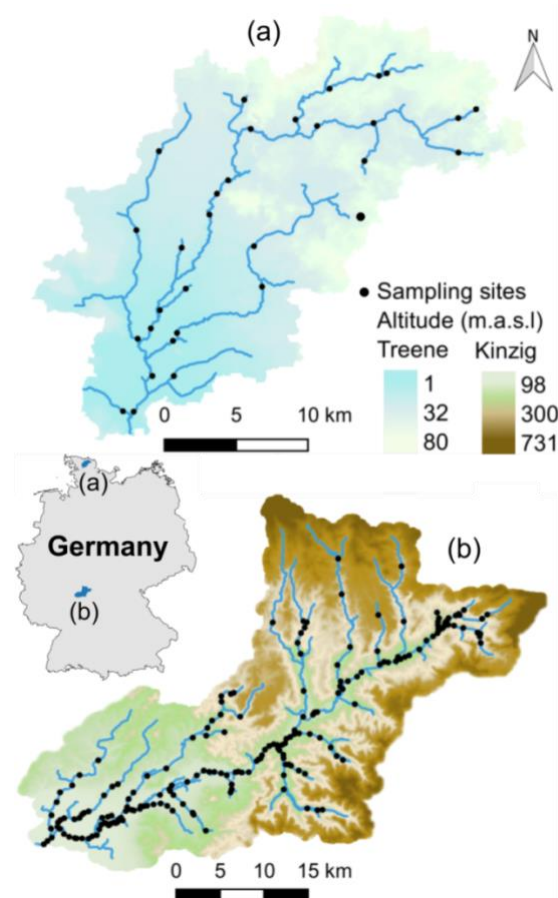 (a)
N
Sampling sites
Altitude (m.a.s.l)
Treene Kinzig
1 98
32 300
80 731
0 5 10 km
(a)
Germany
(b)
(b)
0 5 10 15 km